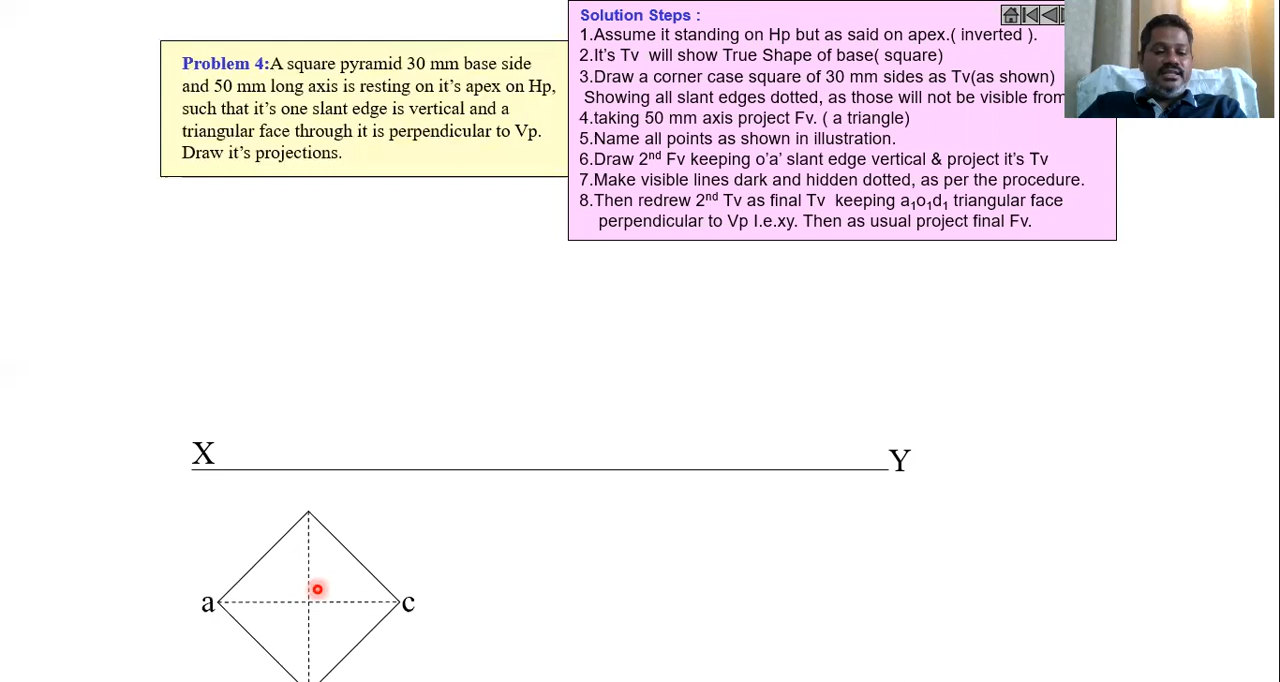 Problem 4:A square pyramid 30 mm base side
and 50 mm long axis is resting on it's apex on Hp,
such that it's one slant edge is vertical and a
triangular face through it is perpendicular to Vp.
Draw it's projections.
Solution Steps :
1.Assume it standing on Hp but as said on apex.( inverted ).
2.It's Tv will show True Shape of base( square)
3.Draw a corner case square of 30 mm sides as Tv(as shown)
Showing all slant edges dotted, as those will not be visible from
4.taking 50 mm axis project Fv. ( a triangle)
5.Name all points as shown in illustration.
6.Draw 2nd Fv keeping o'a' slant edge vertical & project it's Tv
7.Make visible lines dark and hidden dotted, as per the procedure.
8.Then redrew 2nd Tv as final Tv keeping a1o1d1 triangular face
perpendicular to Vp I.e.xy. Then as usual project final Fv.
X
Y
a
c